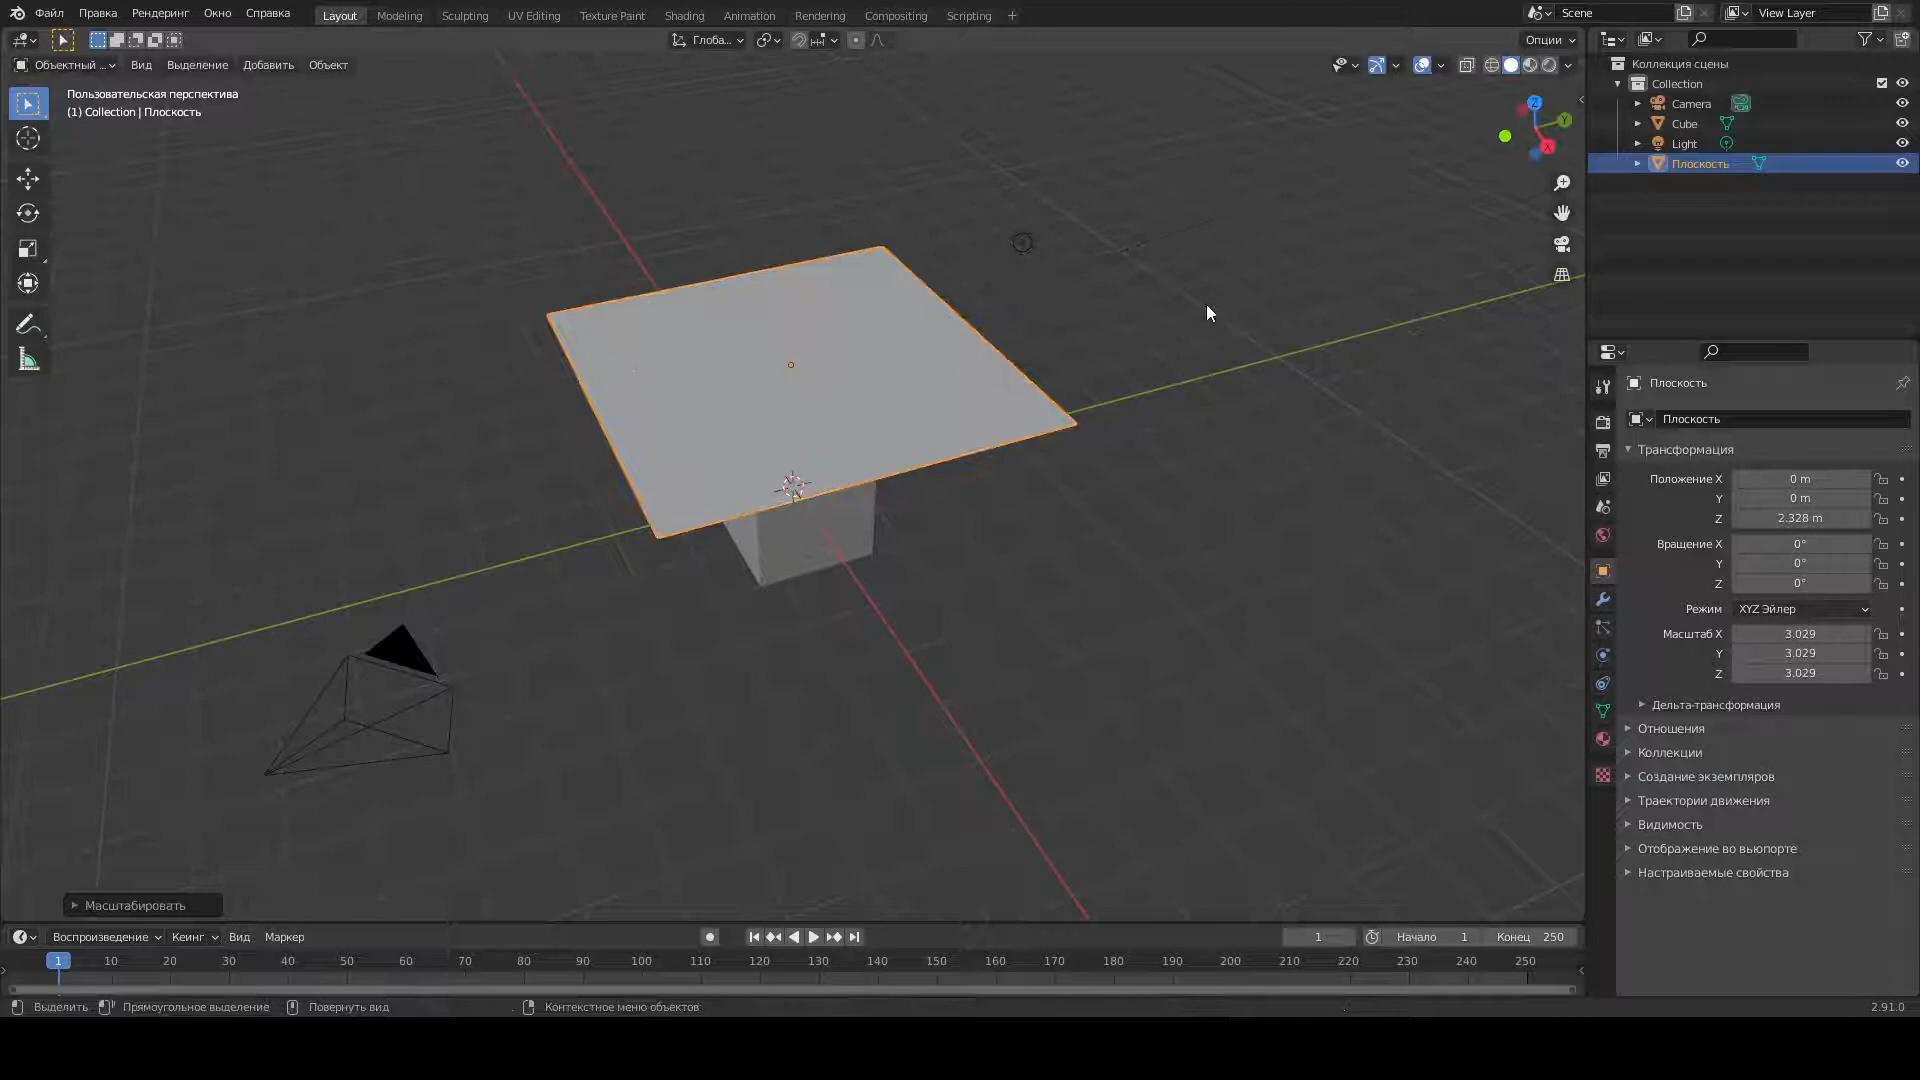 Файл Правка Рендеринг Окно Справка Layout Modeling Sculpting UV Editing Texture Paint Shading Animation Rendering Compositing Scripting + Scene View Layer
Глоба... Опции
Объектный ... Вид Выделение Добавить Объект
Пользовательская перспектива
(1) Collection | Плоскость
Z
Y
X
Коллекция сцены
Collection
Camera
Cube
Light
Плоскость
Плоскость
Плоскость
Трансформация
Положение X 0 m
Y 0 m
Z 2.328 m
Вращение X 0°
Y 0°
Z 0°
Режим XYZ Эйлер
Масштаб X 3.029
Y 3.029
Z 3.029
Дельта-трансформация
Отношения
Коллекции
Создание экземпляров
Траектории движения
Видимость
Отображение во вьюпорте
Настраиваемые свойства
Масштабировать
Воспроизведение Кеинг Вид Маркер 1 Начало 1 Конец 250
1 10 20 30 40 50 60 70 80 90 100 110 120 130 140 150 160 170 180 190 200 210 220 230 240 250
Выделить Прямоугольное выделение Повернуть вид Контекстное меню объектов 2.91.0